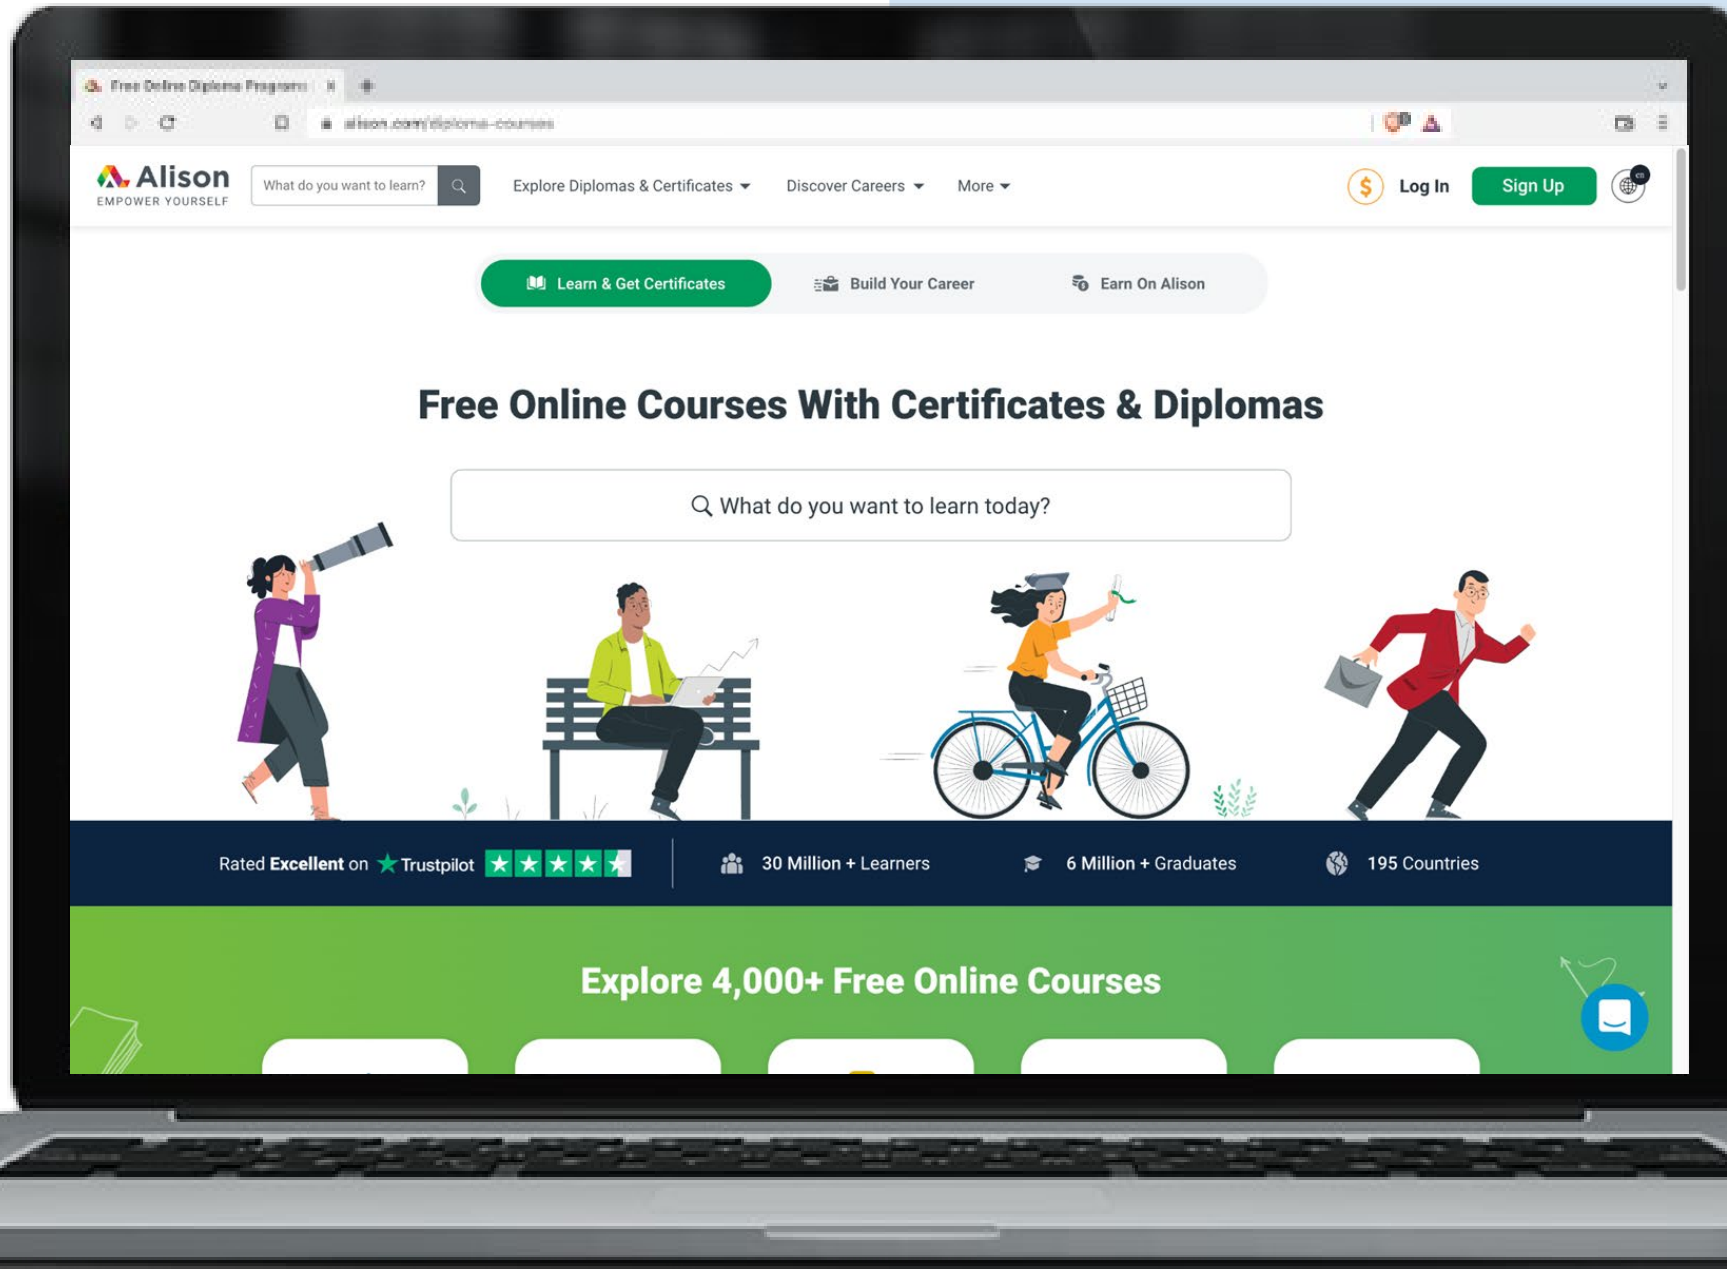 Free Online Diploma Programs
alison.com/diploma-courses
Alison
EMPOWER YOURSELF
What do you want to learn?
Explore Diplomas & Certificates
Discover Careers
More
$
Log In
Sign Up
en
Learn & Get Certificates
Build Your Career
Earn On Alison
Free Online Courses With Certificates & Diplomas
What do you want to learn today?
Rated Excellent on Trustpilot
30 Million + Learners
6 Million + Graduates
195 Countries
Explore 4,000+ Free Online Courses